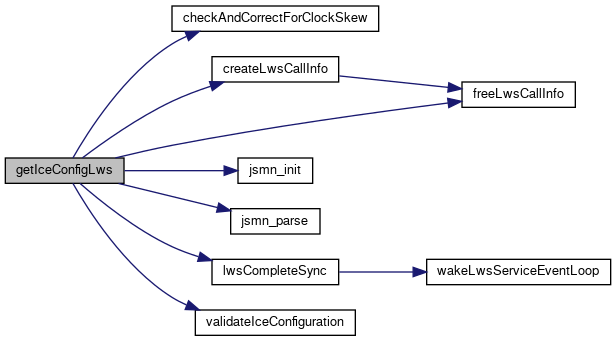 checkAndCorrectForClockSkew
createLwsCallInfo
freeLwsCallInfo
getIceConfigLws
jsmn_init
jsmn_parse
lwsCompleteSync
wakeLwsServiceEventLoop
validateIceConfiguration